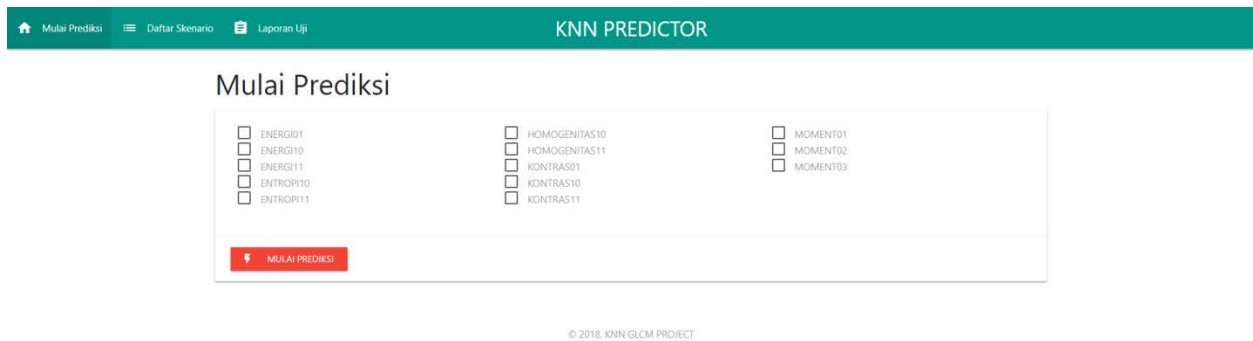 Mulai Prediksi
Daftar Skenario
Laporan Uji
KNN PREDICTOR
Mulai Prediksi
ENERGI01
ENERGI10
ENERGI11
ENTROPI10
ENTROPI11
HOMOGENITAS10
HOMOGENITAS11
KONTRAS01
KONTRAS10
KONTRAS11
MOMENT01
MOMENT02
MOMENT03
MULAI PREDIKSI
© 2018. KNN GLCM PROJECT